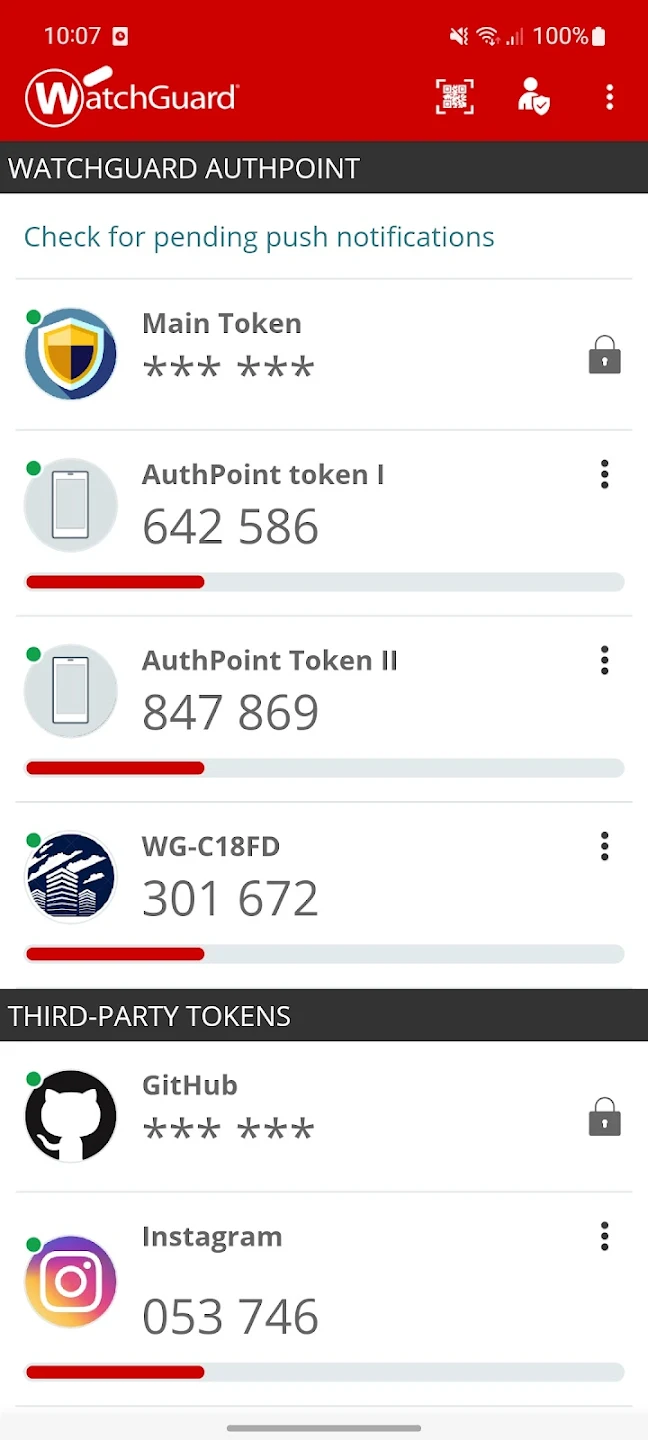 10:07
100%
WatchGuard
WATCHGUARD AUTHPOINT
Check for pending push notifications
Main Token
*** ***
AuthPoint token I
642 586
AuthPoint Token II
847 869
WG-C18FD
301 672
THIRD-PARTY TOKENS
GitHub
*** ***
Instagram
053 746